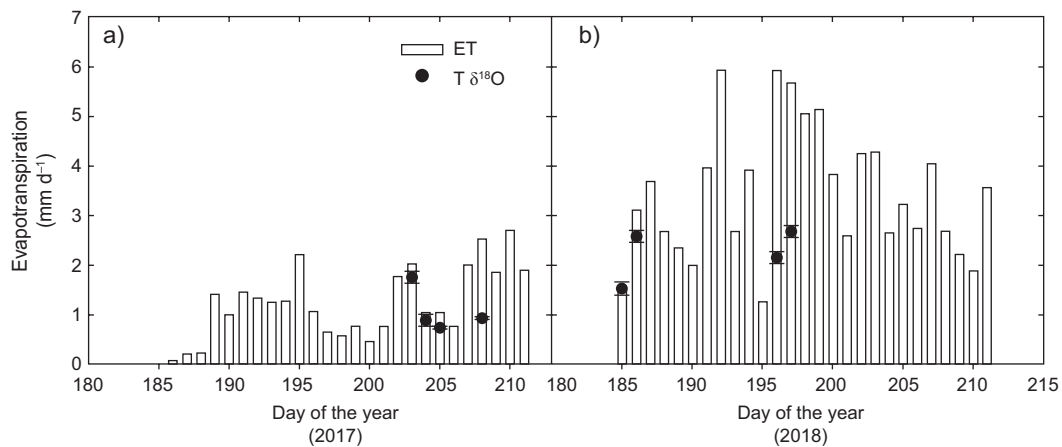 a)
b)
ET
T δ¹⁸O
Evapotranspiration
(mm d⁻¹)
7
6
5
4
3
2
1
0
180 185 190 195 200 205 210
180 185 190 195 200 205 210 215
Day of the year
(2017)
Day of the year
(2018)